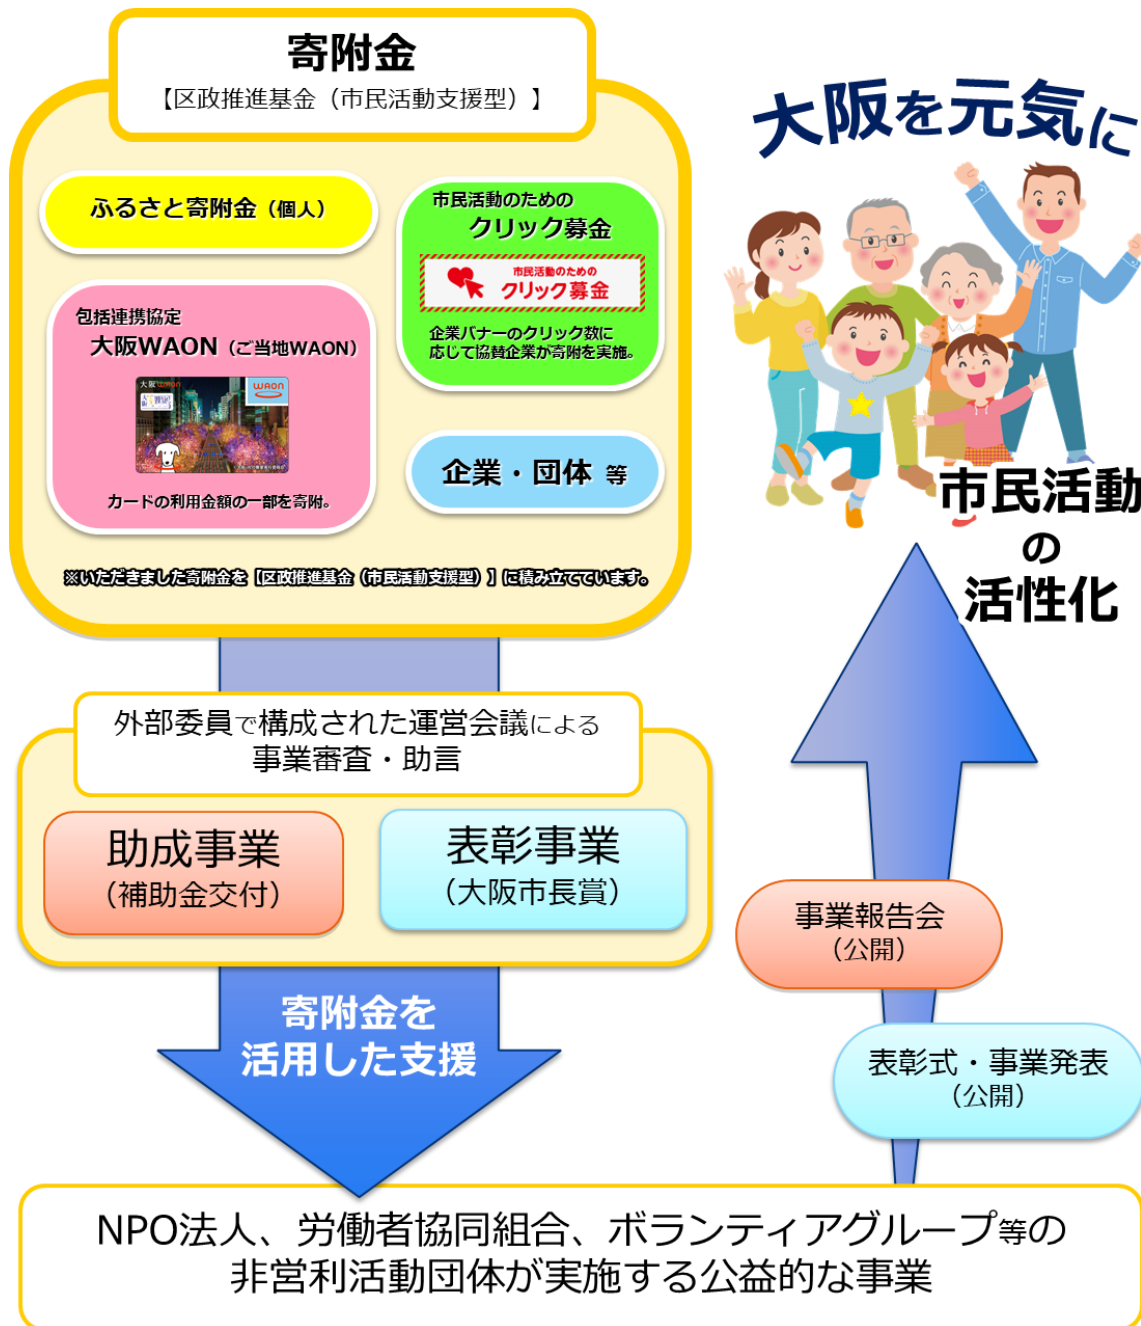 寄附金
【区政推進基金（市民活動支援型）】
ふるさと寄附金（個人）
市民活動のための
クリック募金
市民活動のための
クリック募金
企業バナーのクリック数に
応じて協賛企業が寄附を実施。
包括連携協定
大阪WAON（ご当地WAON）
大阪WAON
WAON
カードの利用金額の一部を寄附。
企業・団体 等
※いただきました寄附金を【区政推進基金（市民活動支援型）】に積み立てています。
大阪を元気に
市民活動
の
活性化
外部委員で構成された運営会議による
事業審査・助言
助成事業
（補助金交付）
表彰事業
（大阪市長賞）
寄附金を
活用した支援
事業報告会
（公開）
表彰式・事業発表
（公開）
NPO法人、労働者協同組合、ボランティアグループ等の
非営利活動団体が実施する公益的な事業